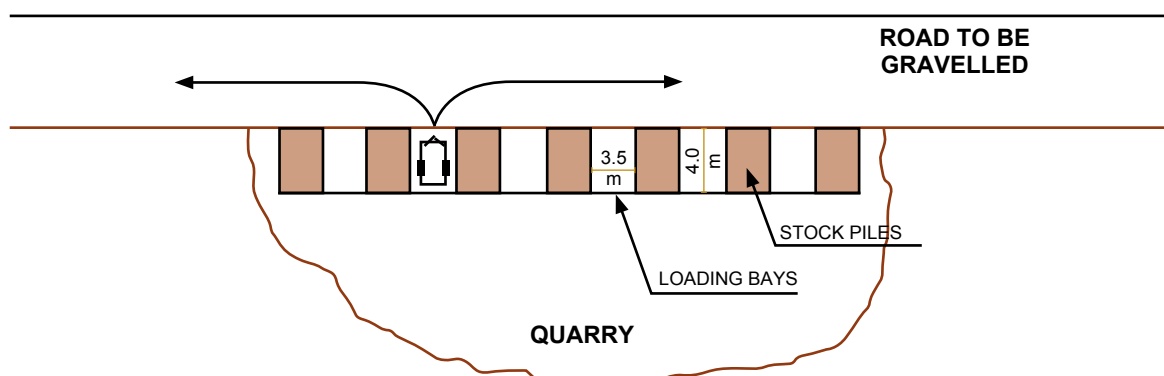 ROAD TO BE
GRAVELLED
3.5
m
4.0
m
STOCK PILES
LOADING BAYS
QUARRY